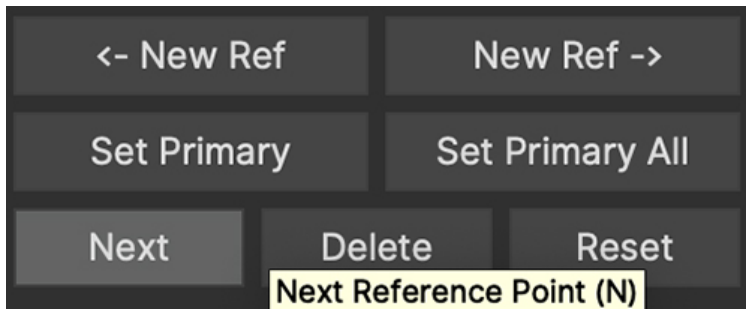 <- New Ref New Ref ->
Set Primary Set Primary All
Next Delete Reset
Next Reference Point (N)